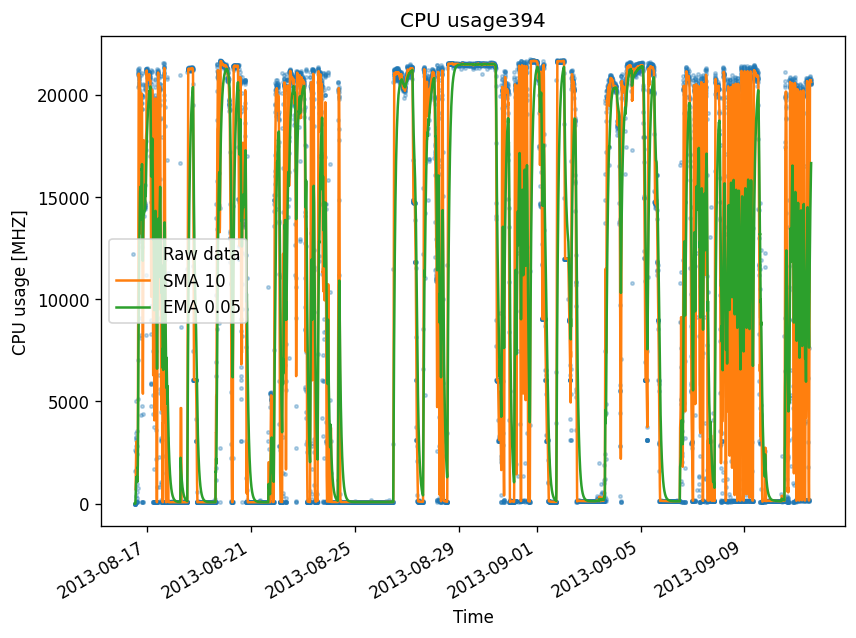 CPU usage394
CPU usage [MHZ]
20000
15000
10000
5000
0
Raw data
SMA 10
EMA 0.05
2013-08-17
2013-08-21
2013-08-25
2013-08-29
2013-09-01
2013-09-05
2013-09-09
Time